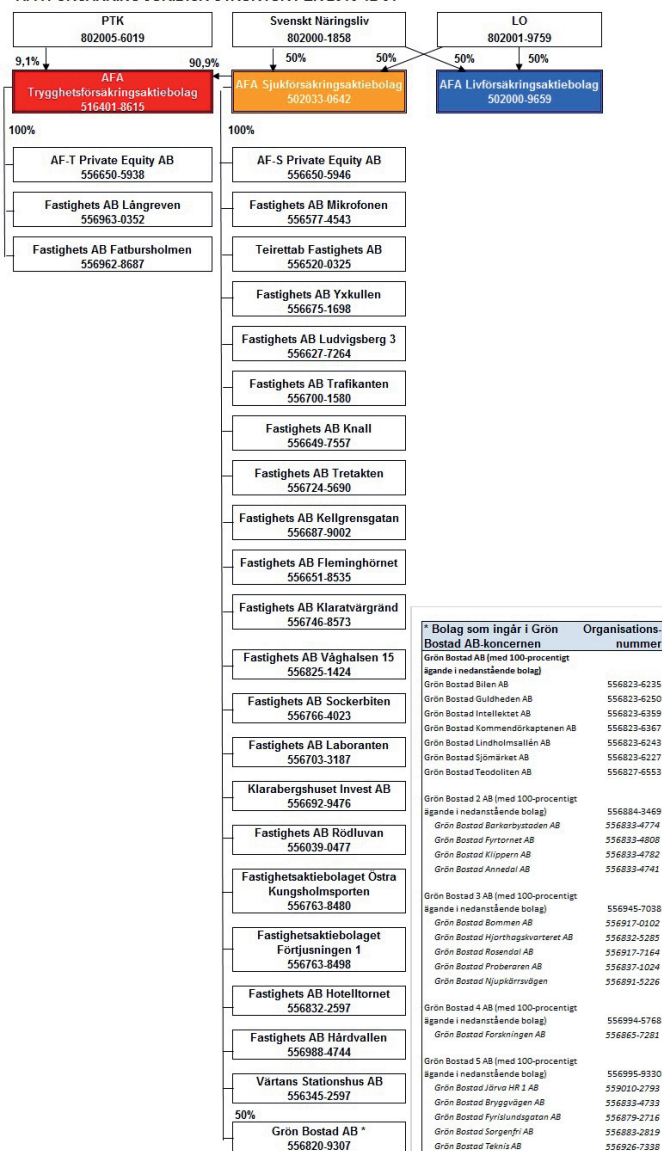 PTK
802005-6019
Svenskt Näringsliv
802000-1858
LO
802001-9759
9,1%
90,9%
50%
50%
50%
50%
AFA
Trygghetsförsäkringsaktiebolag
516401-8615
AFA Sjukförsäkringsaktiebolag
502033-0642
AFA Livförsäkringsaktiebolag
502000-9659
100%
AF-T Private Equity AB
556650-5938
Fastighets AB Långreven
556963-0352
Fastighets AB Fatbursholmen
556962-8687
100%
AF-S Private Equity AB
556650-5946
Fastighets AB Mikrofonen
556577-4543
Teirettab Fastighets AB
556520-0325
Fastighets AB Yxkullen
556675-1698
Fastighets AB Ludvigsberg 3
556627-7264
Fastighets AB Trafikanten
556700-1580
Fastighets AB Knall
556649-7557
Fastighets AB Tretakten
556724-5690
Fastighets AB Kellgrensgatan
556687-9002
Fastighets AB Fleminghörnet
556651-8535
Fastighets AB Klaratvärgränd
556746-8573
Fastighets AB Våghalsen 15
556825-1424
Fastighets AB Sockerbiten
556766-4023
Fastighets AB Laboranten
556703-3187
Klarabergshuset Invest AB
556692-9476
Fastighets AB Rödluvan
556039-0477
Fastighetsaktiebolaget Östra
Kungsholmsporten
556763-8480
Fastighetsaktiebolaget
Förtjusningen 1
556763-8498
Fastighets AB Hotelltornet
556832-2597
Fastighets AB Hårdvallen
556988-4744
Värtans Stationshus AB
556345-2597
50%
Grön Bostad AB *
556820-9307
* Bolag som ingår i Grön Organisations-
Bostad AB-koncernen nummer
Grön Bostad AB (med 100-procentigt
ägande i nedanstående bolag)
Grön Bostad Bilen AB 556823-6235
Grön Bostad Guldheden AB 556823-6250
Grön Bostad Intellektet AB 556823-6359
Grön Bostad Kommendörkaptenen AB 556823-6367
Grön Bostad Lindholmsallén AB 556823-6243
Grön Bostad Sjömärket AB 556823-6227
Grön Bostad Teodoliten AB 556827-6553
Grön Bostad 2 AB (med 100-procentigt
ägande i nedanstående bolag) 556884-3469
Grön Bostad Barkarbystaden AB 556833-4774
Grön Bostad Fyrtornet AB 556833-4808
Grön Bostad Klippern AB 556833-4782
Grön Bostad Annedal AB 556833-4741
Grön Bostad 3 AB (med 100-procentigt
ägande i nedanstående bolag) 556945-7038
Grön Bostad Bommen AB 556917-0102
Grön Bostad Hjorthagskvarteret AB 556832-5285
Grön Bostad Rosendal AB 556917-7164
Grön Bostad Proberaren AB 556837-1024
Grön Bostad Njupkärrsvägen 556891-5226
Grön Bostad 4 AB (med 100-procentigt
ägande i nedanstående bolag) 556994-5768
Grön Bostad Forskningen AB 556865-7281
Grön Bostad 5 AB (med 100-procentigt
ägande i nedanstående bolag) 556995-9330
Grön Bostad Järva HR 1 AB 559010-2793
Grön Bostad Bryggvägen AB 556833-4733
Grön Bostad Fyrislundsgatan AB 556879-2716
Grön Bostad Sorgenfri AB 556883-2819
Grön Bostad Teknis AB 556926-7338